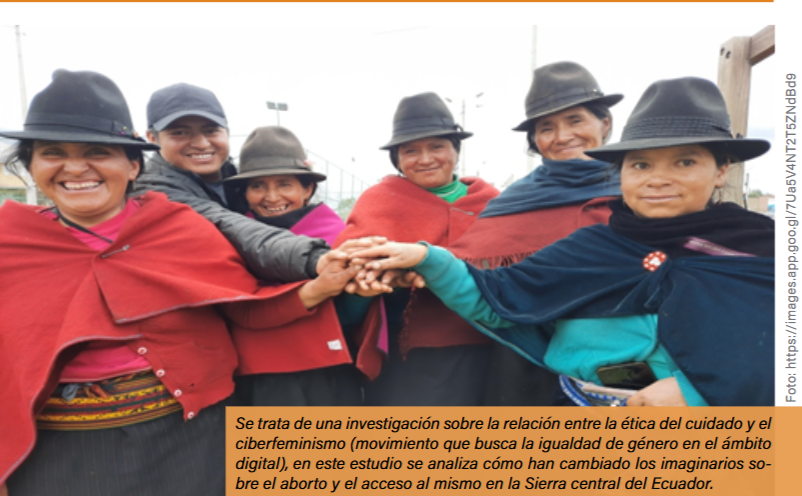 Se trata de una investigación sobre la relación entre la ética del cuidado y el
ciberfeminismo (movimiento que busca la igualdad de género en el ámbito
digital), en este estudio se analiza cómo han cambiado los imaginarios so-
bre el aborto y el acceso al mismo en la Sierra central del Ecuador.
Foto: https://images.app.goo.gl/7Ua5V4NT2T5ZNdBd9